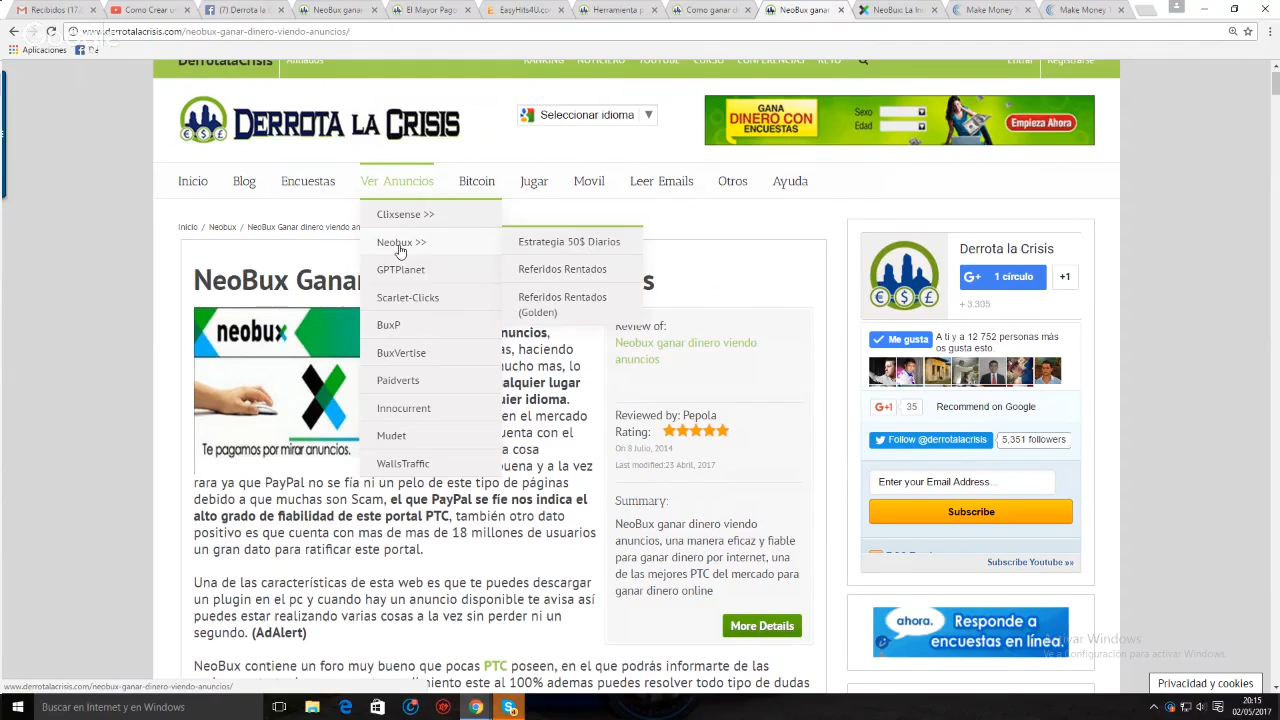 Recibidos (17
Como Crear un
(7) Derrota la C
NeoBux ganar
El Mayor Pago
EasyHits4U.com
Herramienta p
Como ganar di
NeoBux ganar
NeoBux: La Inn
Make Money T
Make Money T
www.derrotalacrisis.com/neobux-ganar-dinero-viendo-anuncios/
Aplicaciones
DerrotalaCrisis
Afiliados
RANKING NOTICIERO YOUTUBE CURSO CONFERENCIAS RETO
Entrar
Registrarse
DERROTA LA CRISIS
Seleccionar idioma ▼
GANA
DINERO CON
ENCUESTAS
Sexo
Edad
Empieza Ahora
Inicio Blog Encuestas Ver Anuncios Bitcoin Jugar Movil Leer Emails Otros Ayuda
Clixsense >>
Neobux >>
GPTPlanet
Scarlet-Clicks
BuxP
BuxVertise
Paidverts
Innocurrent
Mudet
WallsTraffic
Estrategia 50$ Diarios
Referidos Rentados
Referidos Rentados
(Golden)
Inicio / Neobux / NeoBux Ganar dinero viendo an
NeoBux Gana
s
neobux
Te pagamos por mirar anuncios.
nuncios,
as, haciendo
nucho mas, lo
alquier lugar
uier idioma.
en el mercado
uenta con el
a cosa
buena y a la vez
rara ya que PayPal no se fía ni un pelo de este tipo de páginas
debido a que muchas son Scam, el que PayPal se fíe nos indica el
alto grado de fiabilidad de este portal PTC, también otro dato
positivo es que cuenta con mas de mas de 18 millones de usuarios
un gran dato para ratificar este portal.
Una de las características de esta web es que te puedes descargar
un plugin en el pc y cuando hay un anuncio disponible te avisa así
puedes estar realizando varias cosas a la vez sin perder ni un
segundo. (AdAlert)
NeoBux contiene un foro muy bueno que pocas PTC poseen, en el que podrás informarte de las
Review of:
Neobux ganar dinero viendo
anuncios
Reviewed by: Pepola
Rating:
On 8 Julio, 2014
Last modified:23 Abril, 2017
Summary:
NeoBux ganar dinero viendo
anuncios, una manera eficaz y fiable
para ganar dinero por internet, una
de las mejores PTC del mercado para
ganar dinero online
More Details
Derrota la Crisis
G+ 1 círculo
+1
+ 3.305
Me gusta
A ti y a 12 752 personas más
os gusta esto.
G+1 35 Recommend on Google
Follow @derrotalacrisis 5,351 followers
Enter your Email Address...
Subscribe
Subscribe Youtube »»
ahora. Responde a
encuestas en línea.
Activar Windows
Ve a Configuración para activar Windows.
www.derrotalacrisis.com/neobux-ganar-dinero-viendo-anuncios/
Privacidad y cookies
Buscar en Internet y en Windows
20:15
02/05/2017